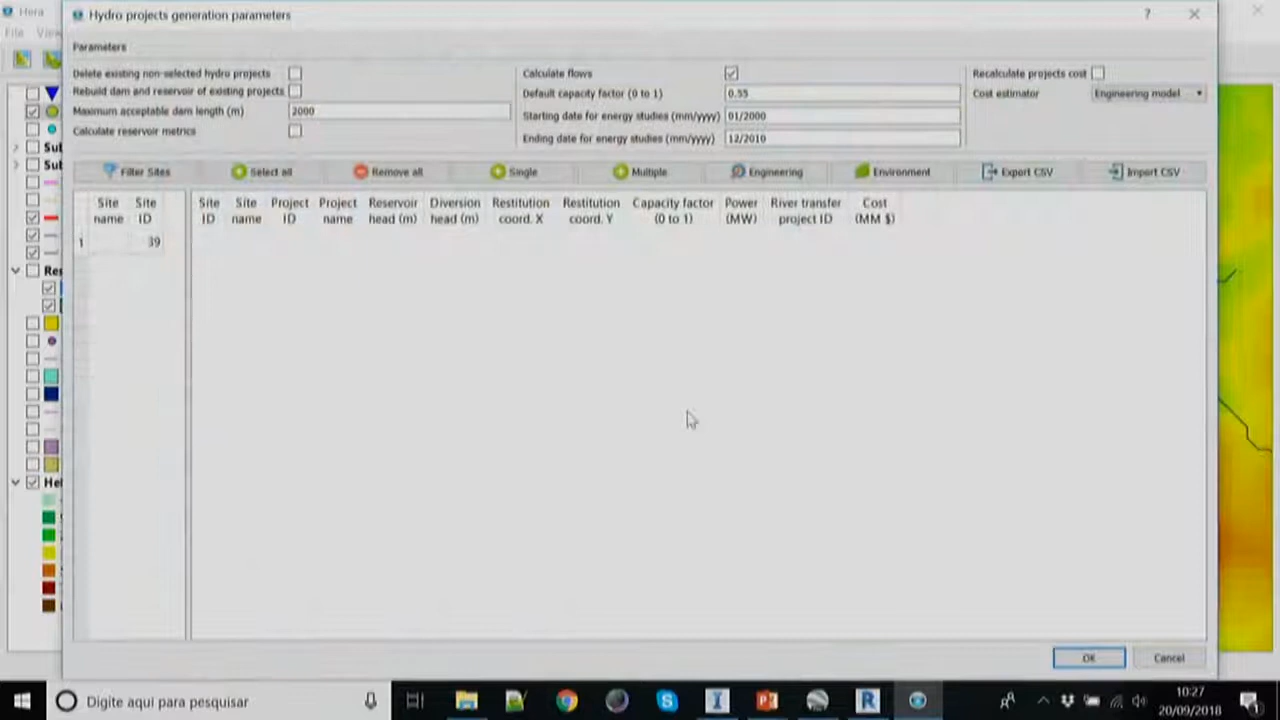 Hera
Hydro projects generation parameters
?
File View
Parameters
Delete existing non-selected hydro projects
Calculate flows
Recalculate projects cost
Rebuild dam and reservoir of existing projects
Default capacity factor (0 to 1) 0.55
Cost estimator Engineering model
Maximum acceptable dam length (m) 2000
Starting date for energy studies (mm/yyyy) 01/2000
Calculate reservoir metrics
Ending date for energy studies (mm/yyyy) 12/2010
Filter Sites Select all Remove all Single Multiple Engineering Environment Export CSV Import CSV
Site name Site ID
Site ID Site name Project ID Project name Reservoir head (m) Diversion head (m) Restitution coord. X Restitution coord. Y Capacity factor (0 to 1) Power (MW) River transfer project ID Cost (MM $)
1 39
Sub
Sub
Res
He
OK Cancel
Digite aqui para pesquisar
10:27
20/09/2018
1